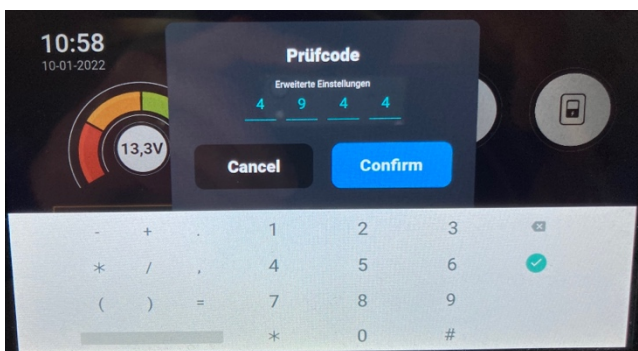 10:58
10-01-2022
13,3V
Prüfcode
Erweiterte Einstellungen
4 9 4 4
Cancel Confirm
- + . 1 2 3
* / , 4 5 6
( ) = 7 8 9
* 0 #